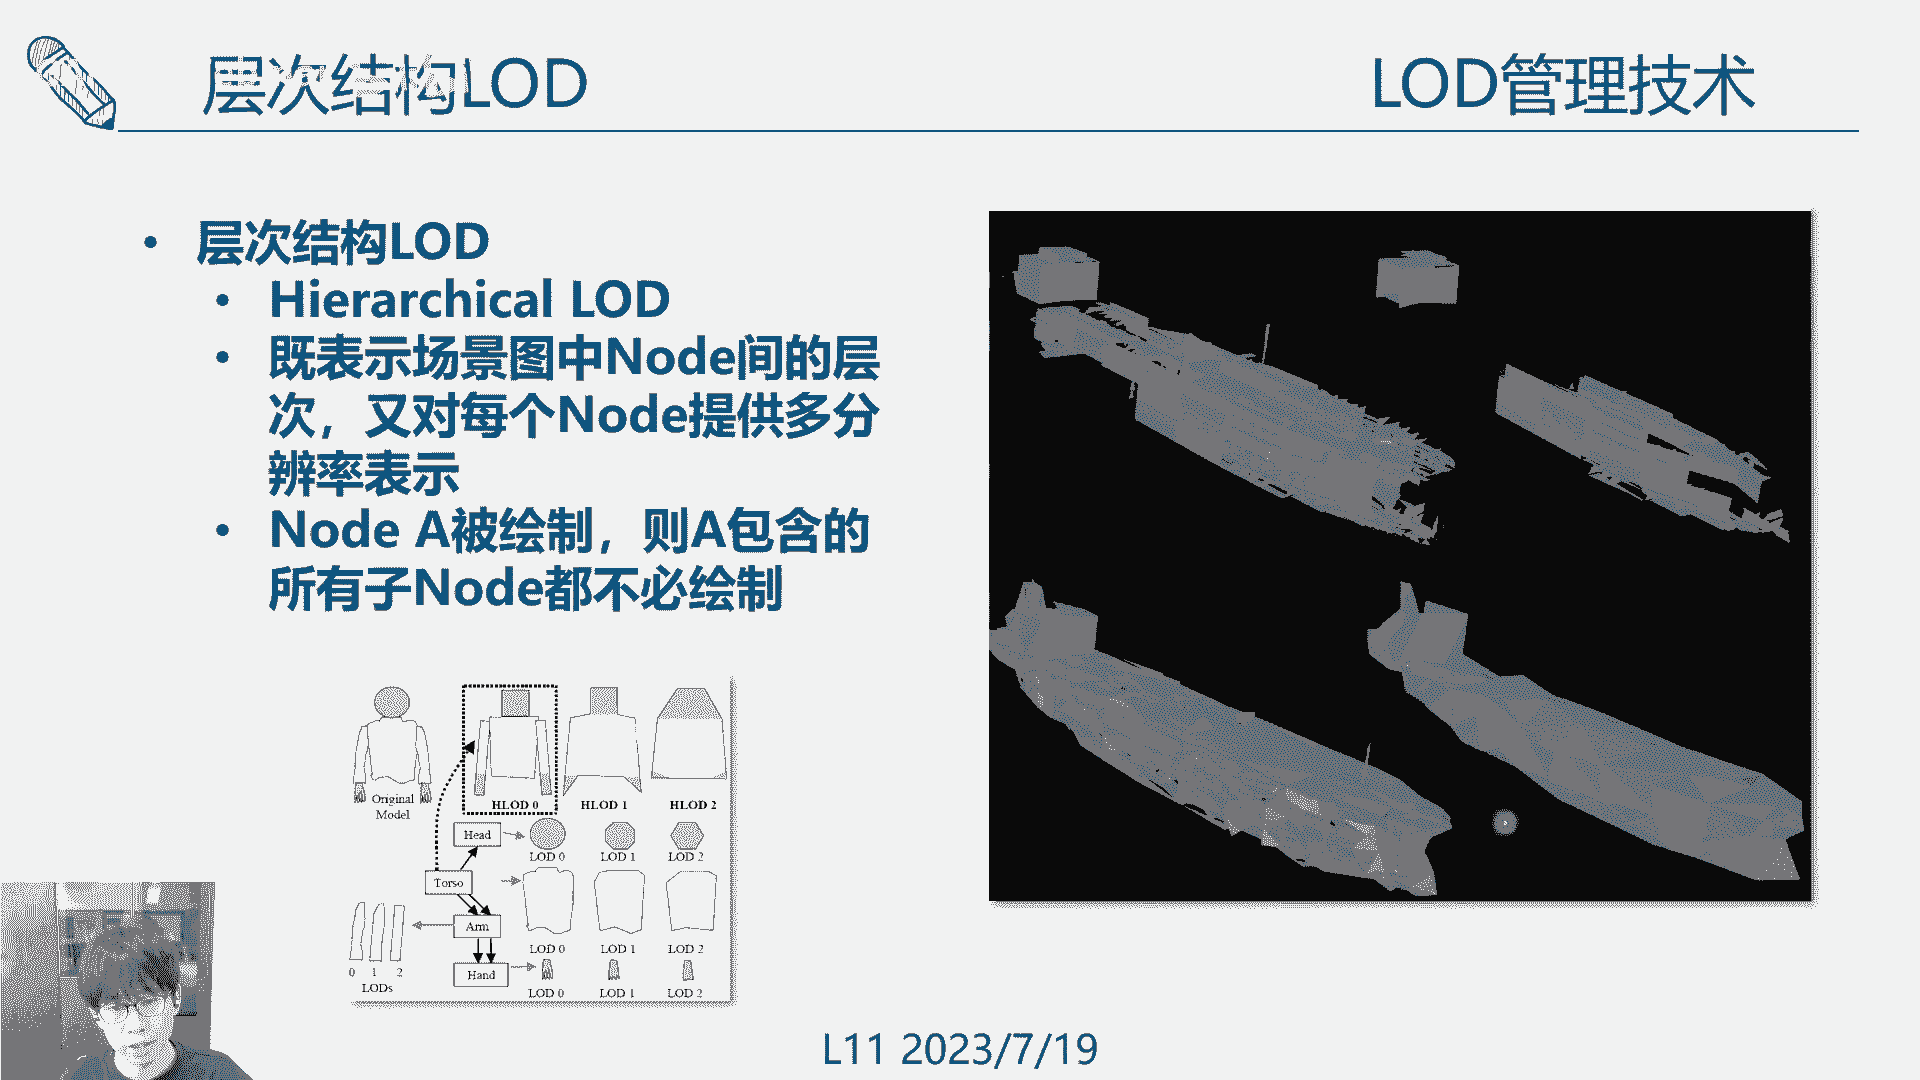 层次结构LOD
LOD管理技术
层次结构LOD
Hierarchical LOD
既表示场景图中Node间的层
次，又对每个Node提供多分
辨率表示
Node A被绘制，则A包含的
所有子Node都不必绘制
Original
Model
HLOD 0
HLOD 1
HLOD 2
Head
LOD 0
LOD 1
LOD 2
Torso
Arm
LOD 0
LOD 1
LOD 2
0 1 2
LODs
Hand
LOD 0
LOD 1
LOD 2
L11 2023/7/19